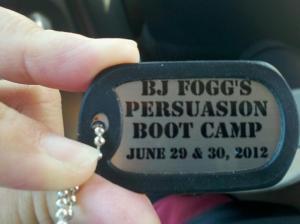 BJ FOGG'S
PERSUASION
BOOT CAMP
JUNE 29 & 30, 2012